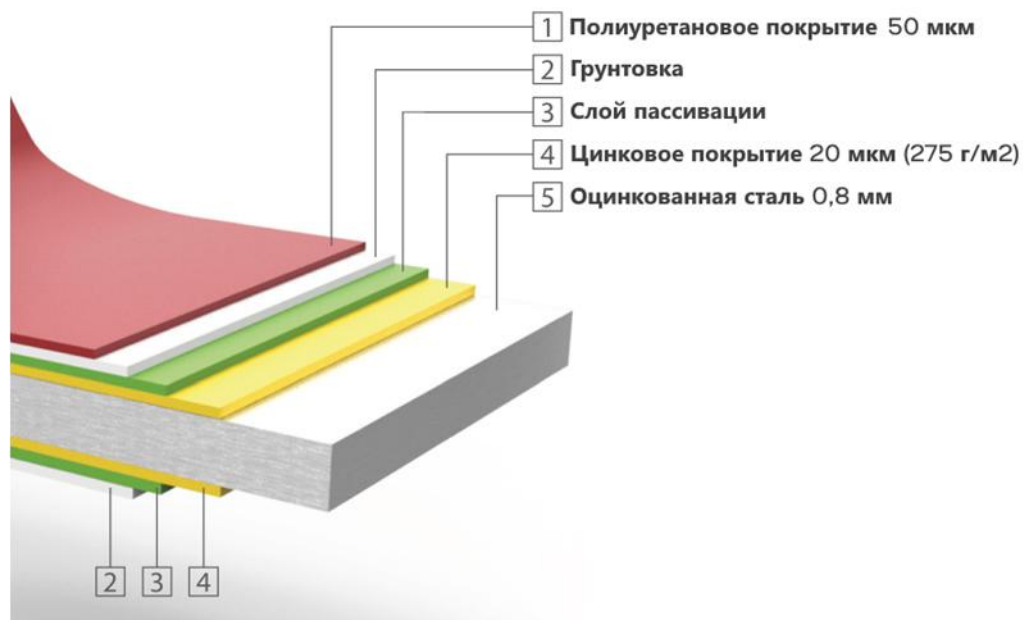 1 Полиуретановое покрытие 50 мкм
2 Грунтовка
3 Слой пассивации
4 Цинковое покрытие 20 мкм (275 г/м2)
5 Оцинкованная сталь 0,8 мм
2 3 4